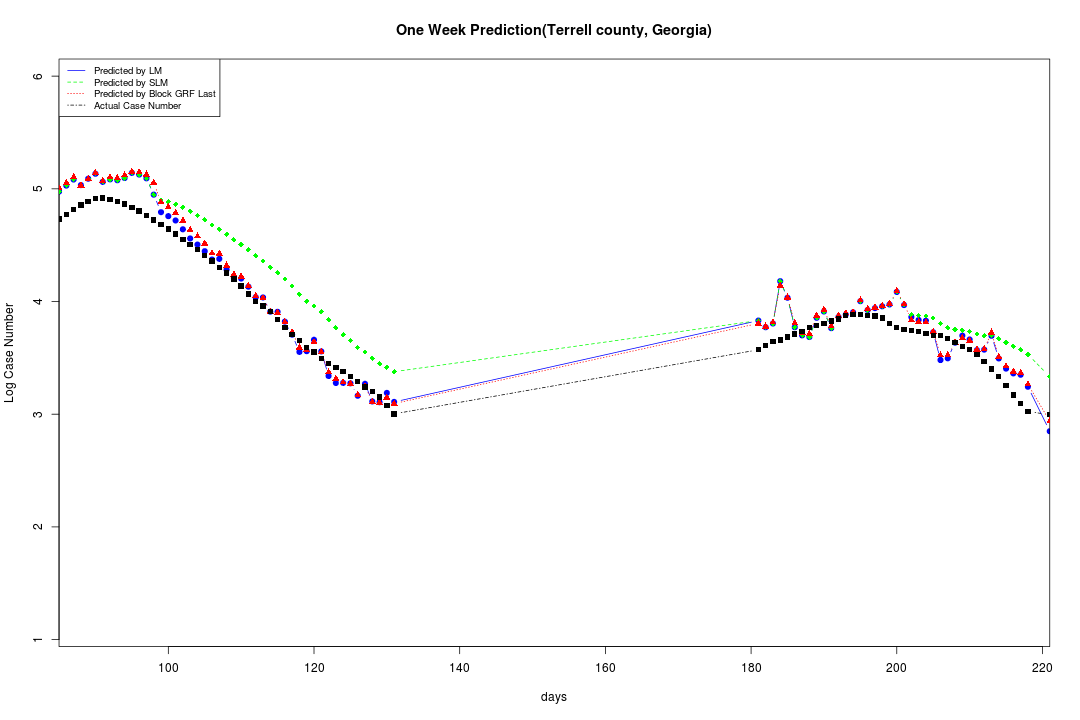 One Week Prediction(Terrell county, Georgia)
Predicted by LM
Predicted by SLM
Predicted by Block GRF Last
Actual Case Number
6
5
4
3
2
1
Log Case Number
100 120 140 160 180 200 220
days